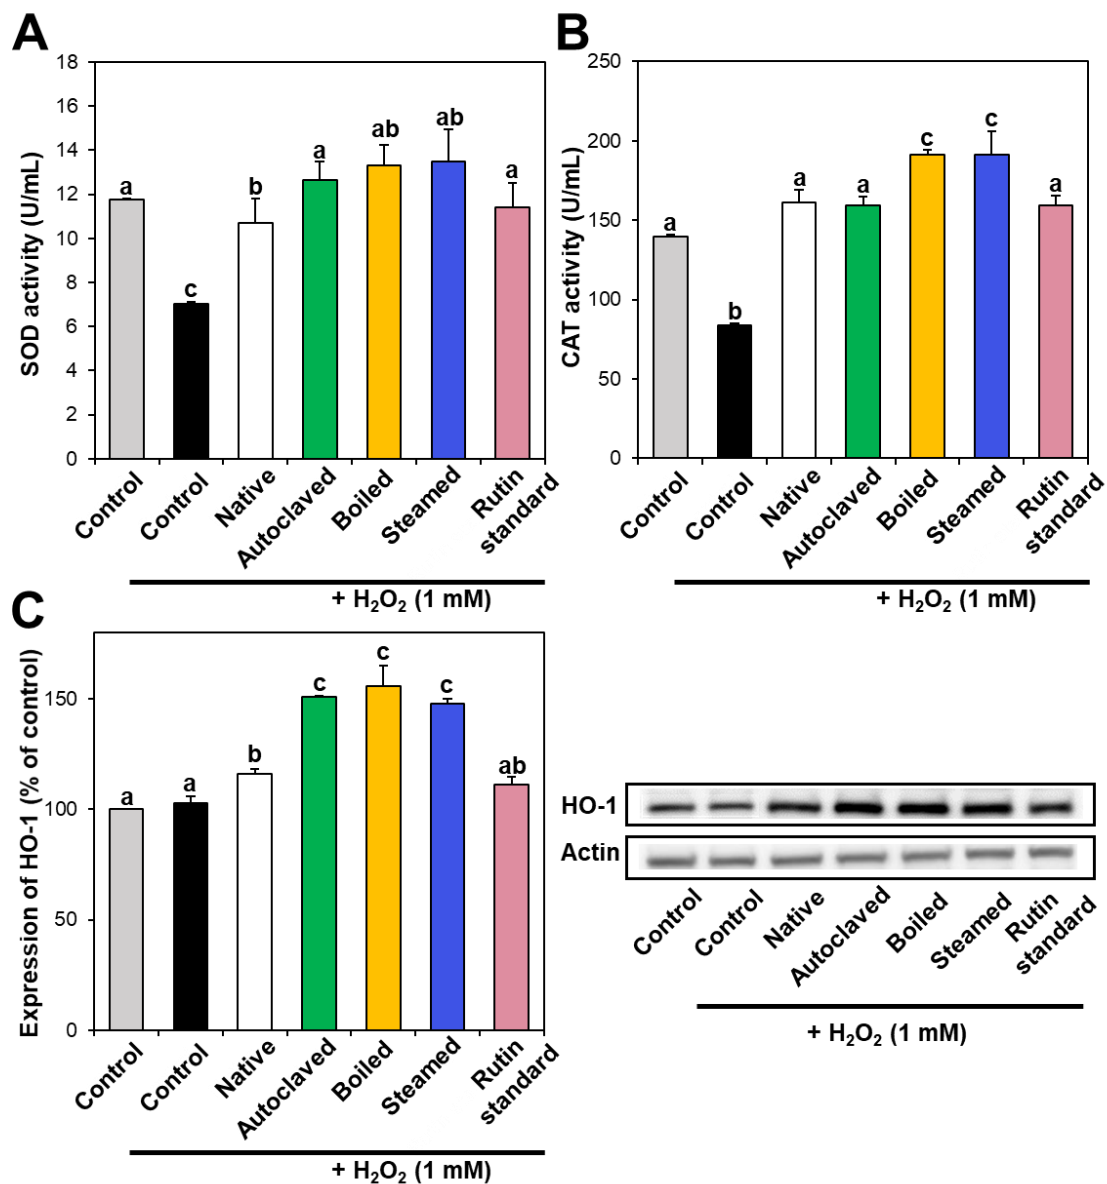 A
SOD activity (U/mL)
18
16
14
12
10
8
6
4
2
0
a
c
b
a
ab
ab
a
Control
Control
Native
Autoclaved
Boiled
Steamed
Rutin
standard
+ H₂O₂ (1 mM)
B
CAT activity (U/mL)
250
200
150
100
50
0
a
b
a
a
c
c
a
Control
Control
Native
Autoclaved
Boiled
Steamed
Rutin
standard
+ H₂O₂ (1 mM)
C
Expression of HO-1 (% of control)
150
100
50
0
a
a
b
c
c
c
ab
Control
Control
Native
Autoclaved
Boiled
Steamed
Rutin
standard
+ H₂O₂ (1 mM)
HO-1
Actin
Control
Control
Native
Autoclaved
Boiled
Steamed
Rutin
standard
+ H₂O₂ (1 mM)